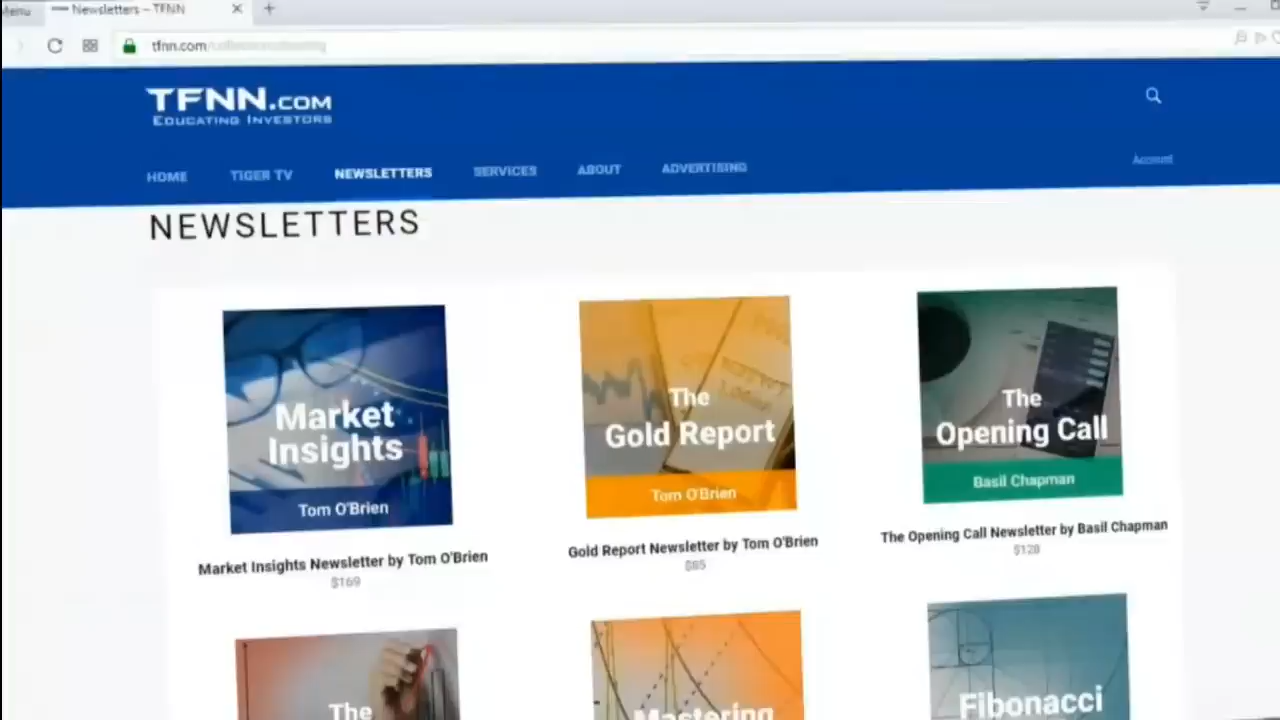 Menu
Newsletters – TFNN
tfnn.com
TFNN.COM
EDUCATING INVESTORS
Account
HOME TIGER TV NEWSLETTERS SERVICES ABOUT ADVERTISING
NEWSLETTERS
Market
Insights
Tom O'Brien
Market Insights Newsletter by Tom O'Brien
$169
The
Gold Report
Tom O'Brien
Gold Report Newsletter by Tom O'Brien
The
Opening Call
Basil Chapman
The Opening Call Newsletter by Basil Chapman
The
Mastering
Fibonacci